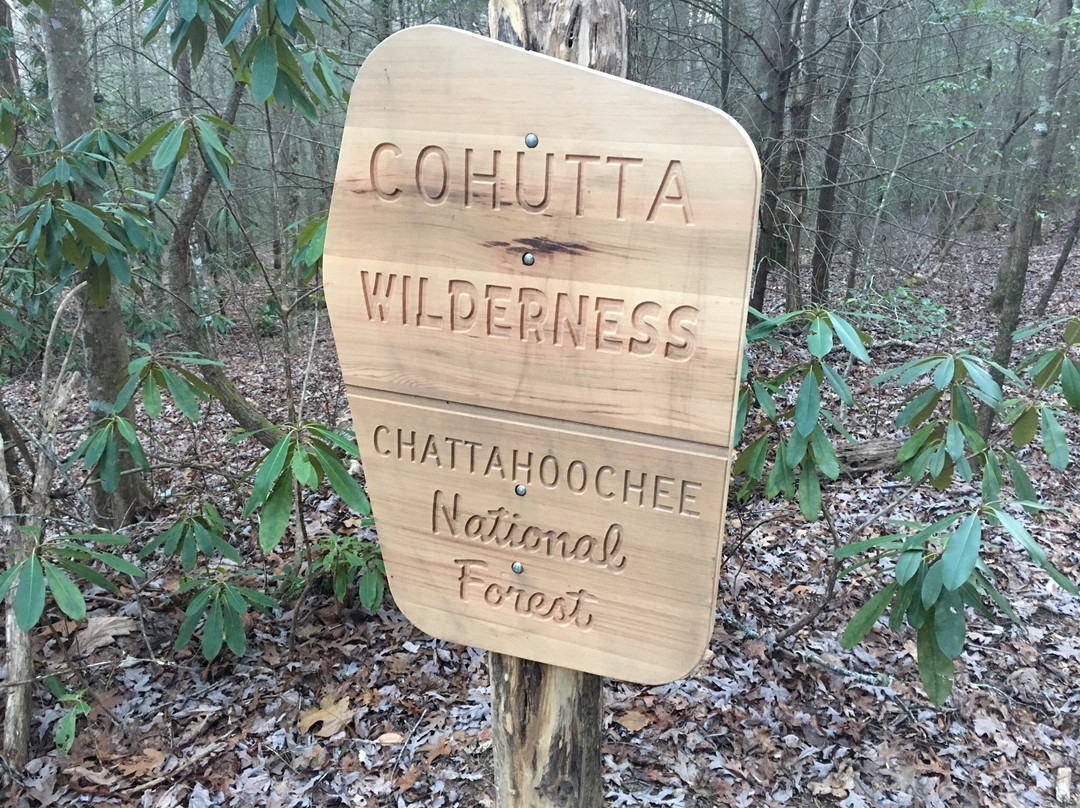 COHUTTA
WILDERNESS
CHATTAHOOCHEE
National
Forest